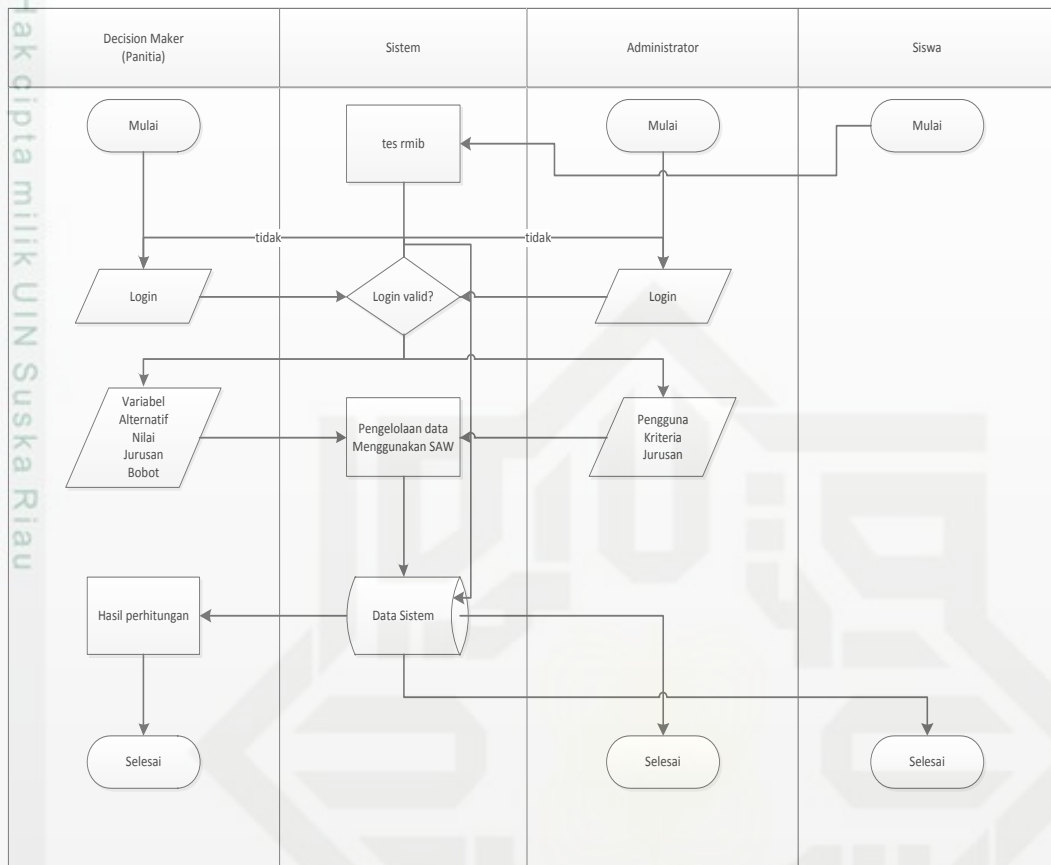 Hak cipta milik UIN Suska Riau
Decision Maker
(Panitia)
Sistem
Administrator
Siswa
Mulai
tes rmib
Mulai
Mulai
tidak
tidak
Login
Login valid?
Login
Variabel
Alternatif
Nilai
Jurusan
Bobot
Pengelolaan data
Menggunakan SAW
Pengguna
Kriteria
Jurusan
Hasil perhitungan
Data Sistem
Selesai
Selesai
Selesai